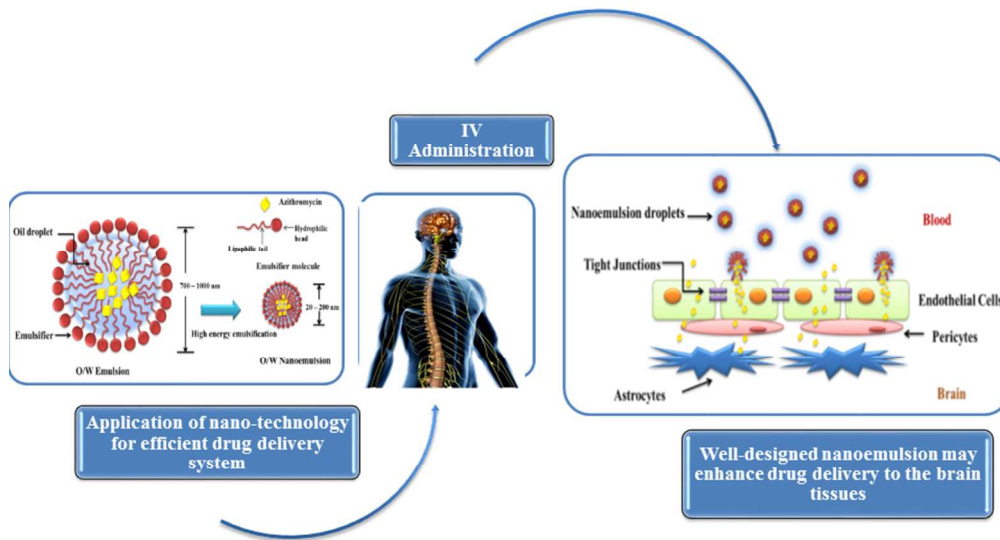 IV
Administration
Azithromycin
Oil droplet
Hydrophilic
head
Lipophilic tail
Emulsifier molecule
700 – 1000 nm
20 – 200 nm
High energy emulsification
Emulsifier
O/W Nanoemulsion
O/W Emulsion
Application of nano-technology
for efficient drug delivery
system
Nanoemulsion droplets
Blood
Tight Junctions
Endothelial Cells
Pericytes
Astrocytes
Brain
Well-designed nanoemulsion may
enhance drug delivery to the brain
tissues